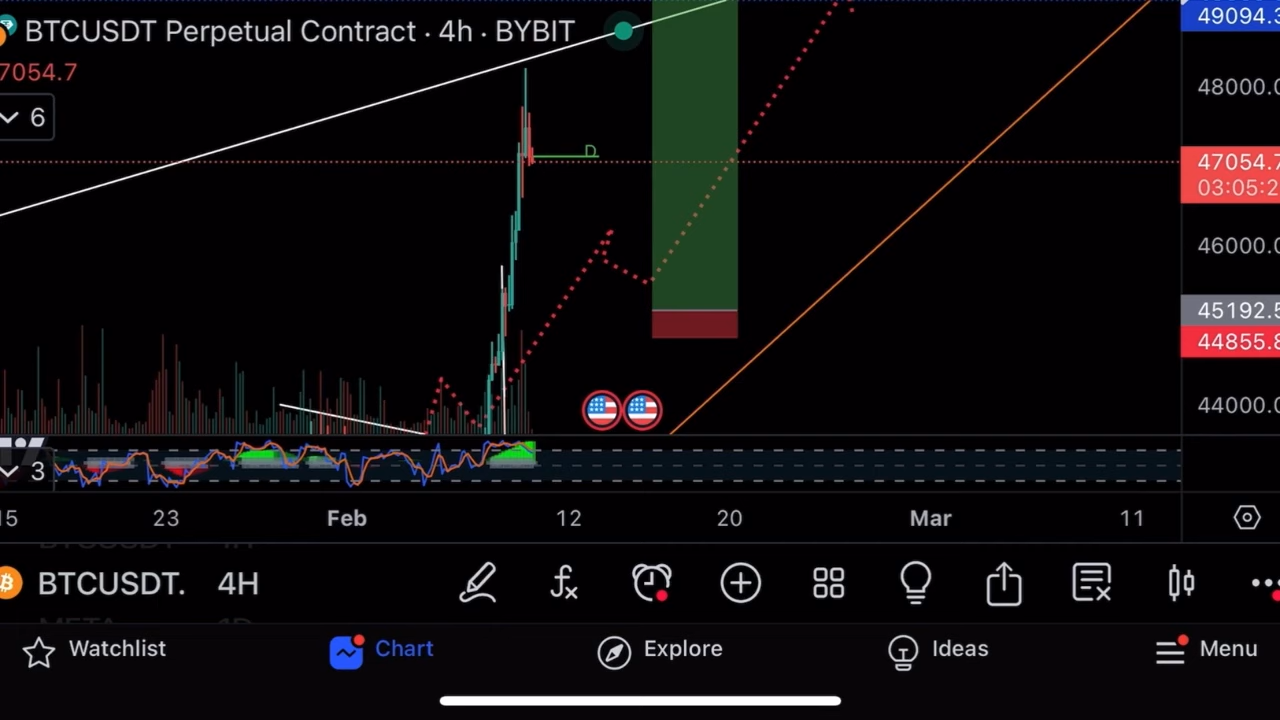 BTCUSDT Perpetual Contract · 4h · BYBIT
7054.7
6
D
49094.3
48000.0
47054.7
03:05:2
46000.0
45192.5
44855.8
44000.0
3
15 23 Feb 12 20 Mar 11
BTCUSDT. 4H
Watchlist Chart Explore Ideas Menu